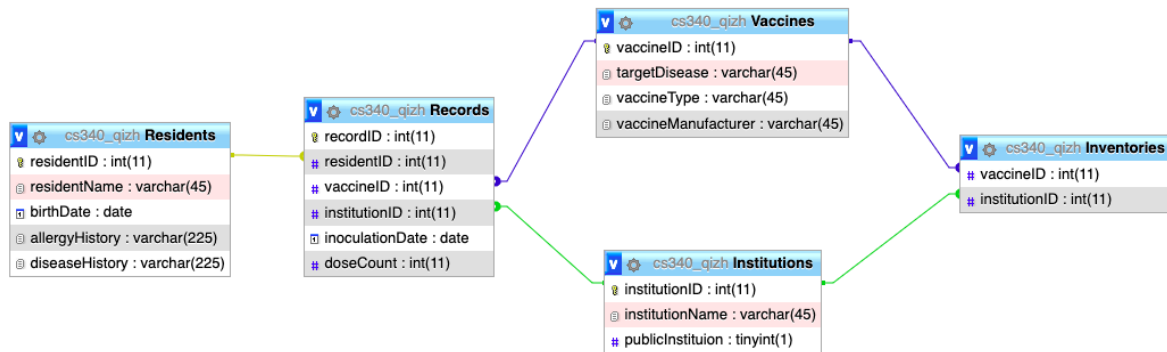 cs340_qizh Vaccines
vaccineID : int(11)
targetDisease : varchar(45)
vaccineType : varchar(45)
vaccineManufacturer : varchar(45)
cs340_qizh Records
recordID : int(11)
residentID : int(11)
vaccineID : int(11)
institutionID : int(11)
inoculationDate : date
doseCount : int(11)
cs340_qizh Residents
residentID : int(11)
residentName : varchar(45)
birthDate : date
allergyHistory : varchar(225)
diseaseHistory : varchar(225)
cs340_qizh Inventories
vaccineID : int(11)
institutionID : int(11)
cs340_qizh Institutions
institutionID : int(11)
institutionName : varchar(45)
publicInstituion : tinyint(1)